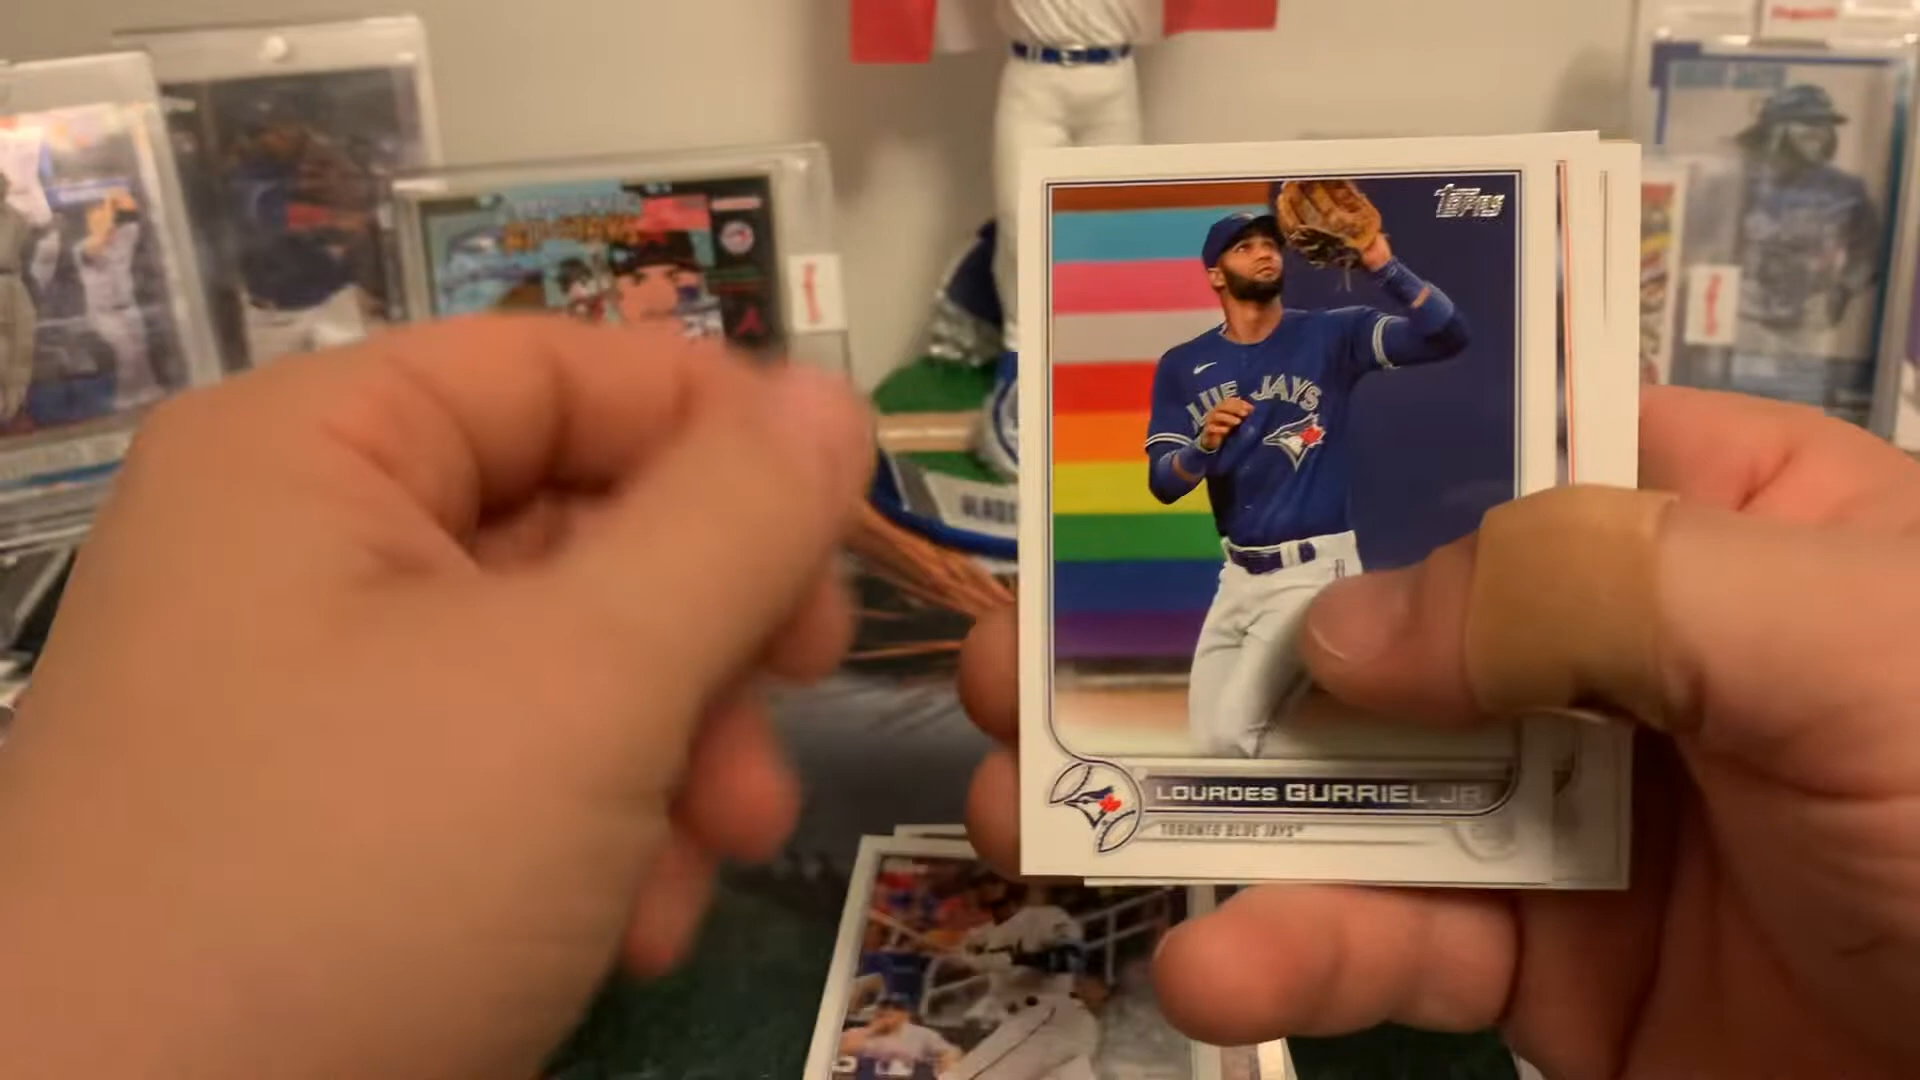 TOPPS
BLUE JAYS
LOURDES GURRIEL JR.
TORONTO BLUE JAYS